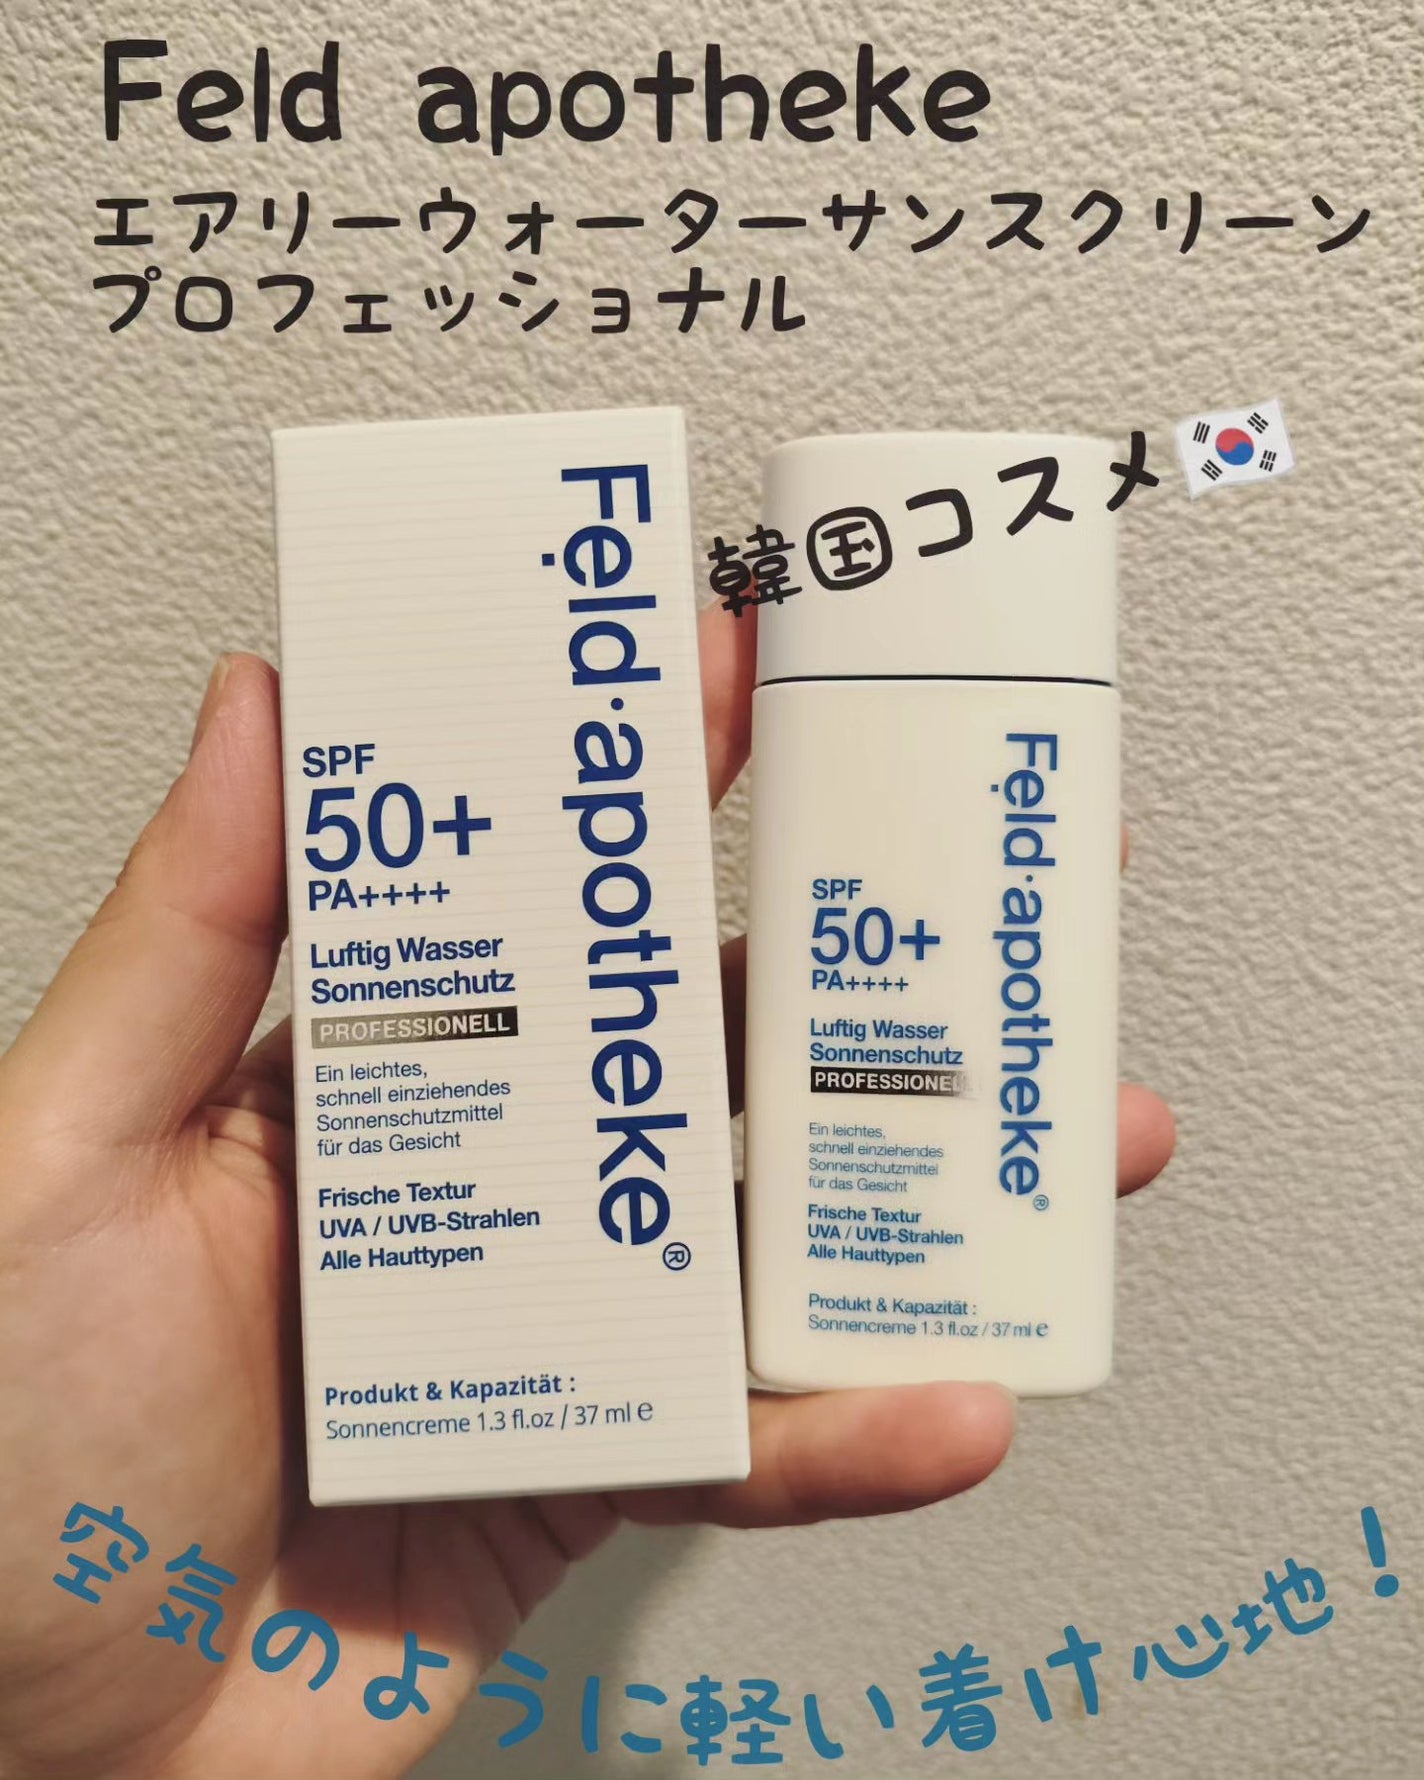 Feld apotheke
エアリーウォーターサンスクリーン
プロフェッショナル
韓国コスメ
Fẹld·apotheke®
SPF
50+
PA++++
Luftig Wasser
Sonnenschutz
PROFESSIONELL
Ein leichtes,
schnell einziehendes
Sonnenschutzmittel
für das Gesicht
Frische Textur
UVA / UVB-Strahlen
Alle Hauttypen
Produkt & Kapazität :
Sonnencreme 1.3 fl.oz / 37 ml ℮
Fẹld·apotheke®
SPF
50+
PA++++
Luftig Wasser
Sonnenschutz
PROFESSIONELL
Ein leichtes,
schnell einziehendes
Sonnenschutzmittel
für das Gesicht
Frische Textur
UVA / UVB-Strahlen
Alle Hauttypen
Produkt & Kapazität :
Sonnencreme 1.3 fl.oz / 37 ml ℮
空気のように軽い着け心地！